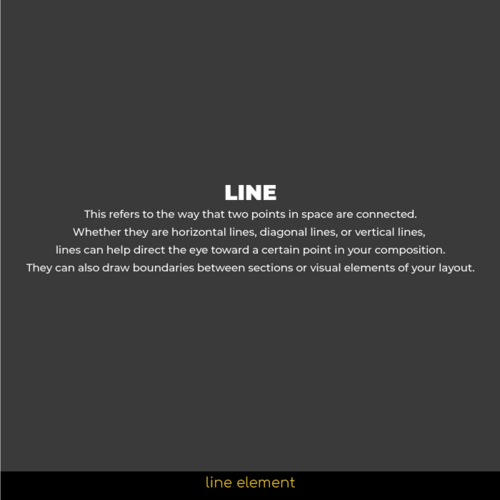 LINE
This refers to the way that two points in space are connected.
Whether they are horizontal lines, diagonal lines, or vertical lines,
lines can help direct the eye toward a certain point in your composition.
They can also draw boundaries between sections or visual elements of your layout.
line element